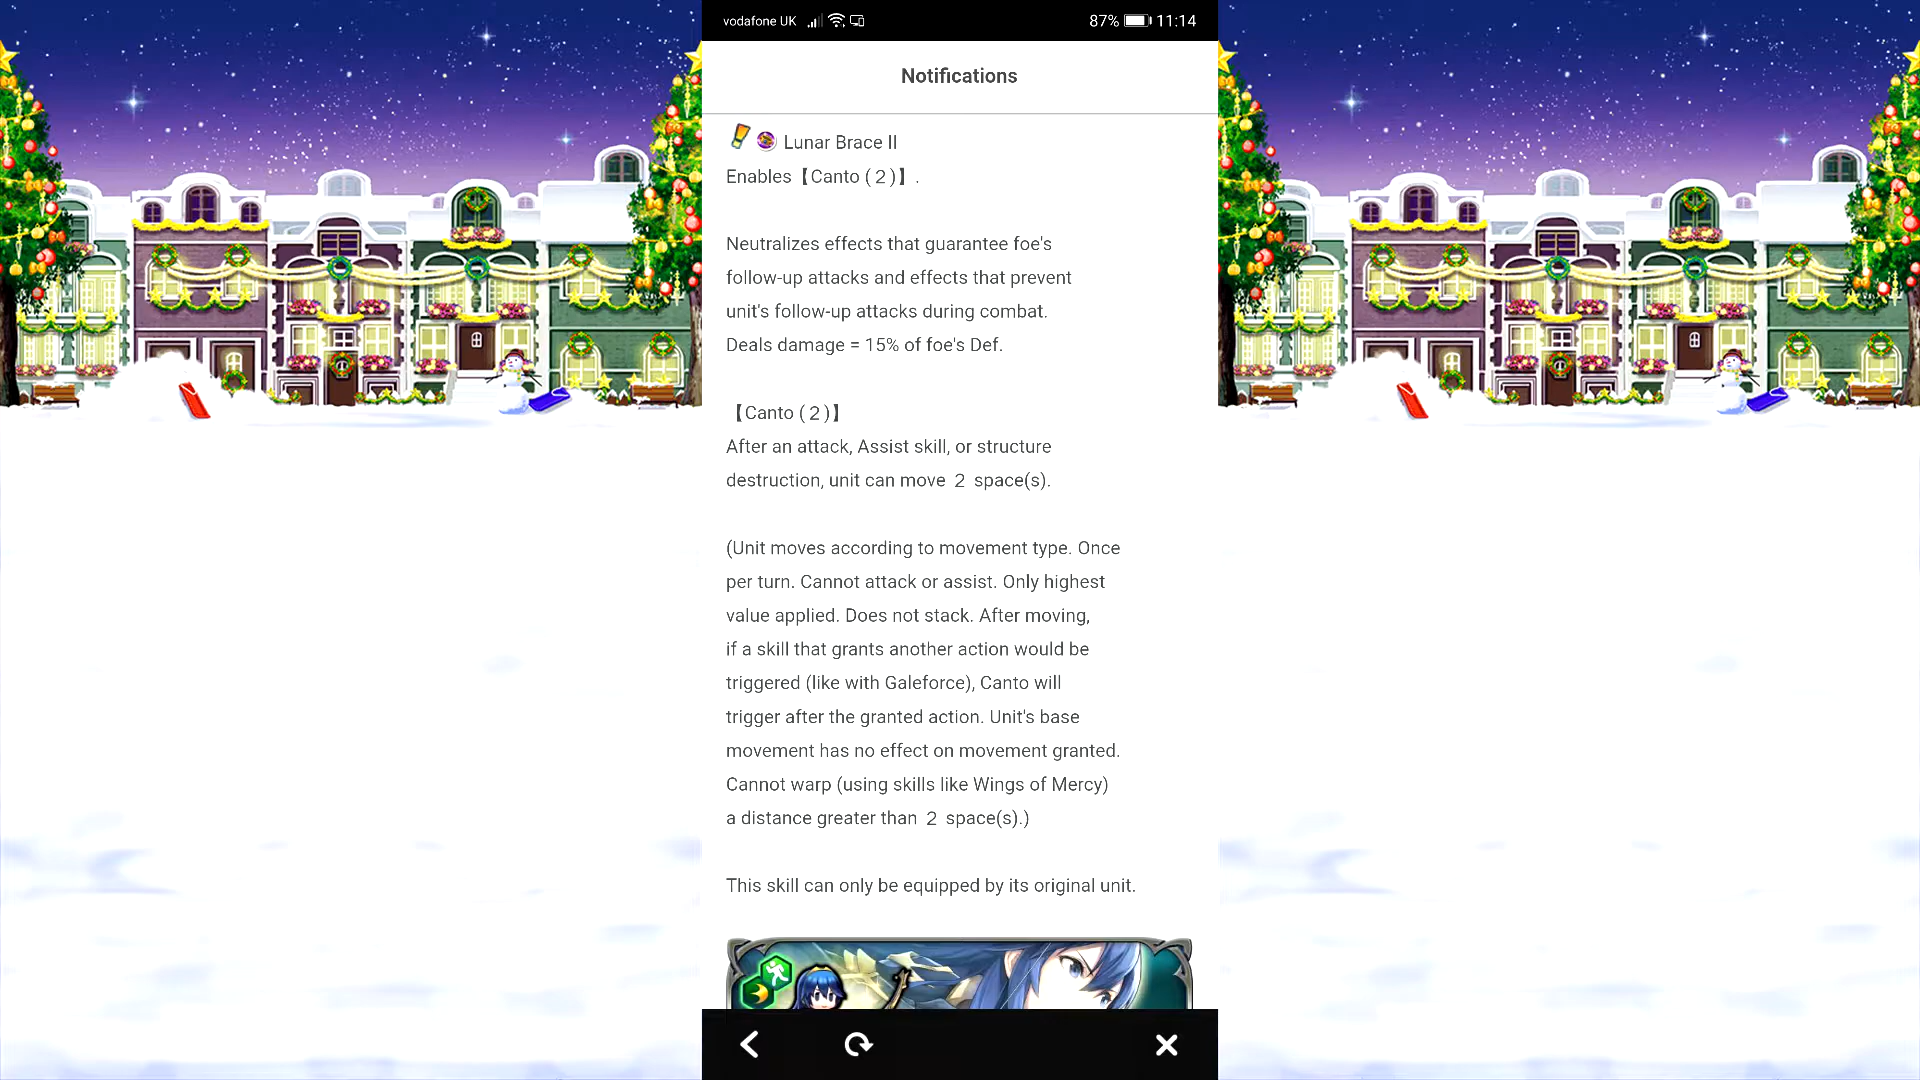 vodafone UK
87% 11:14
Notifications
Lunar Brace II
Enables【Canto (２)】.
Neutralizes effects that guarantee foe's
follow-up attacks and effects that prevent
unit's follow-up attacks during combat.
Deals damage = 15% of foe's Def.
【Canto (２)】
After an attack, Assist skill, or structure
destruction, unit can move ２ space(s).
(Unit moves according to movement type. Once
per turn. Cannot attack or assist. Only highest
value applied. Does not stack. After moving,
if a skill that grants another action would be
triggered (like with Galeforce), Canto will
trigger after the granted action. Unit's base
movement has no effect on movement granted.
Cannot warp (using skills like Wings of Mercy)
a distance greater than ２ space(s).)
This skill can only be equipped by its original unit.